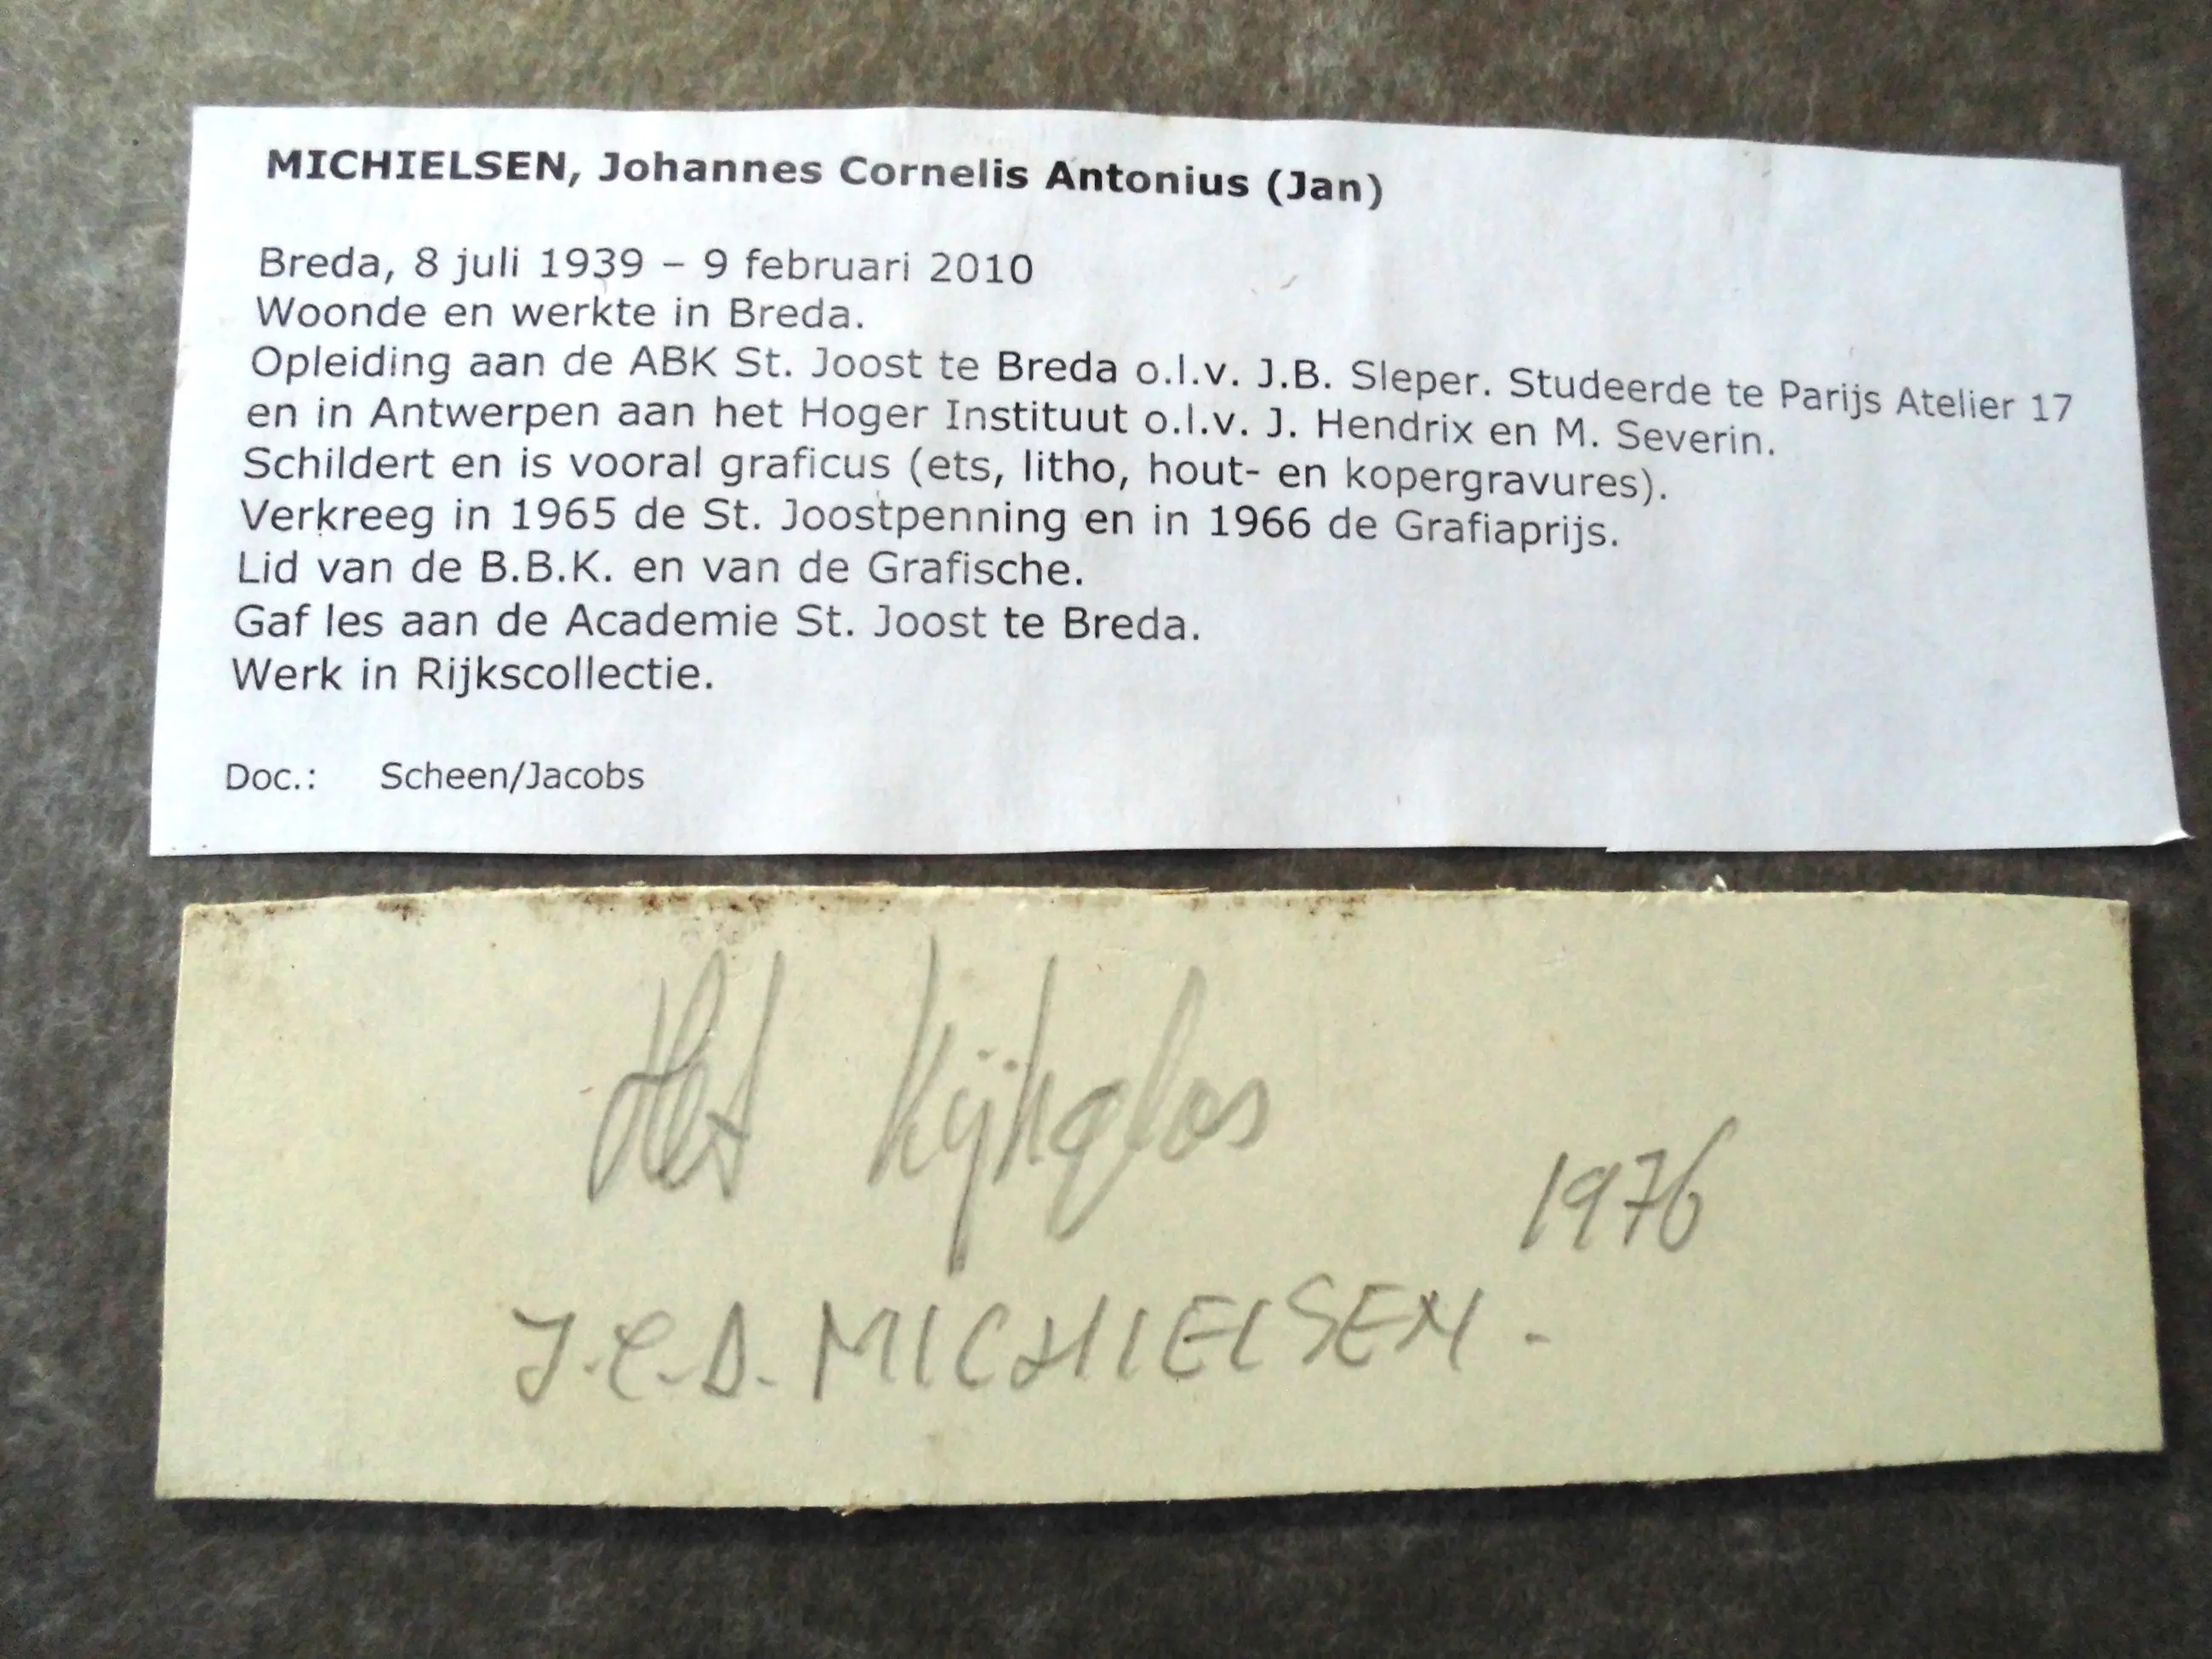 MICHIELSEN, Johannes Cornelis Antonius (Jan)
Breda, 8 juli 1939 – 9 februari 2010
Woonde en werkte in Breda.
Opleiding aan de ABK St. Joost te Breda o.l.v. J.B. Sleper. Studeerde te Parijs Atelier 17
en in Antwerpen aan het Hoger Instituut o.l.v. J. Hendrix en M. Severin.
Schildert en is vooral graficus (ets, litho, hout- en kopergravures).
Verkreeg in 1965 de St. Joostpenning en in 1966 de Grafiaprijs.
Lid van de B.B.K. en van de Grafische.
Gaf les aan de Academie St. Joost te Breda.
Werk in Rijkscollectie.
Doc.: Scheen/Jacobs
Het Kijkglas
1976
J.C.A. MICHIELSEN.-